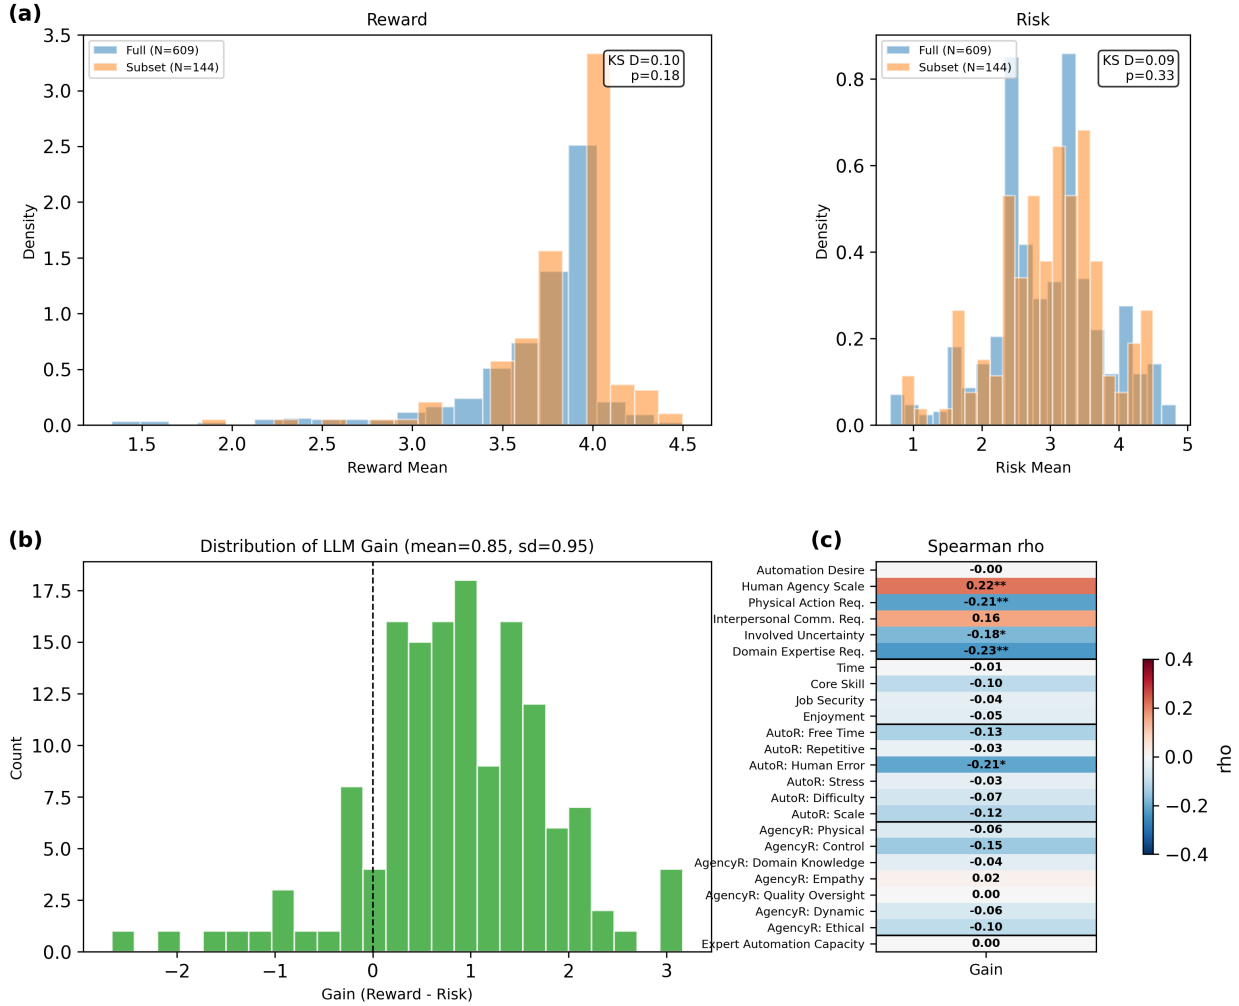 (a)
Reward
Full (N=609)
Subset (N=144)
KS D=0.10
p=0.18
3.5
3.0
2.5
2.0
1.5
1.0
0.5
0.0
Density
1.5
2.0
2.5
3.0
3.5
4.0
4.5
Reward Mean
Risk
Full (N=609)
Subset (N=144)
KS D=0.09
p=0.33
0.8
0.6
0.4
0.2
0.0
Density
1
2
3
4
5
Risk Mean
(b)
Distribution of LLM Gain (mean=0.85, sd=0.95)
17.5
15.0
12.5
10.0
7.5
5.0
2.5
0.0
Count
−2
−1
0
1
2
3
Gain (Reward - Risk)
(c)
Spearman rho
Automation Desire -0.00
Human Agency Scale 0.22**
Physical Action Req. -0.21**
Interpersonal Comm. Req. 0.16
Involved Uncertainty -0.18*
Domain Expertise Req. -0.23**
Time -0.01
Core Skill -0.10
Job Security -0.04
Enjoyment -0.05
AutoR: Free Time -0.13
AutoR: Repetitive -0.03
AutoR: Human Error -0.21*
AutoR: Stress -0.03
AutoR: Difficulty -0.07
AutoR: Scale -0.12
AgencyR: Physical -0.06
AgencyR: Control -0.15
AgencyR: Domain Knowledge -0.04
AgencyR: Empathy 0.02
AgencyR: Quality Oversight 0.00
AgencyR: Dynamic -0.06
AgencyR: Ethical -0.10
Expert Automation Capacity 0.00
Gain
0.4
0.2
0.0
−0.2
−0.4
rho